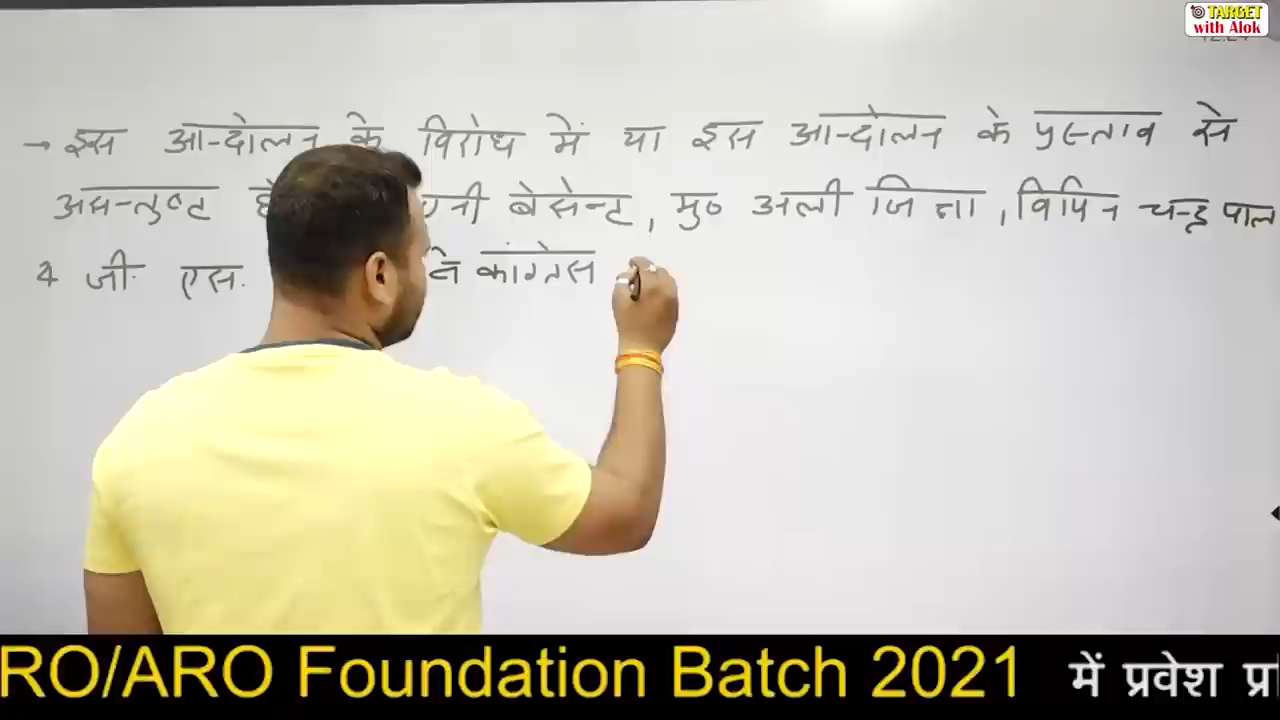 TARGET
with Alok
→ इस आन्दोलन के विरोध में या इस आन्दोलन के प्रस्ताव से
असन्तुष्ट एनी बेसेन्ट, मु० अली जिन्ना, विपिन चन्द्र पाल
व जी. एस. ने कांग्रेस
RO/ARO Foundation Batch 2021 में प्रवेश प्र